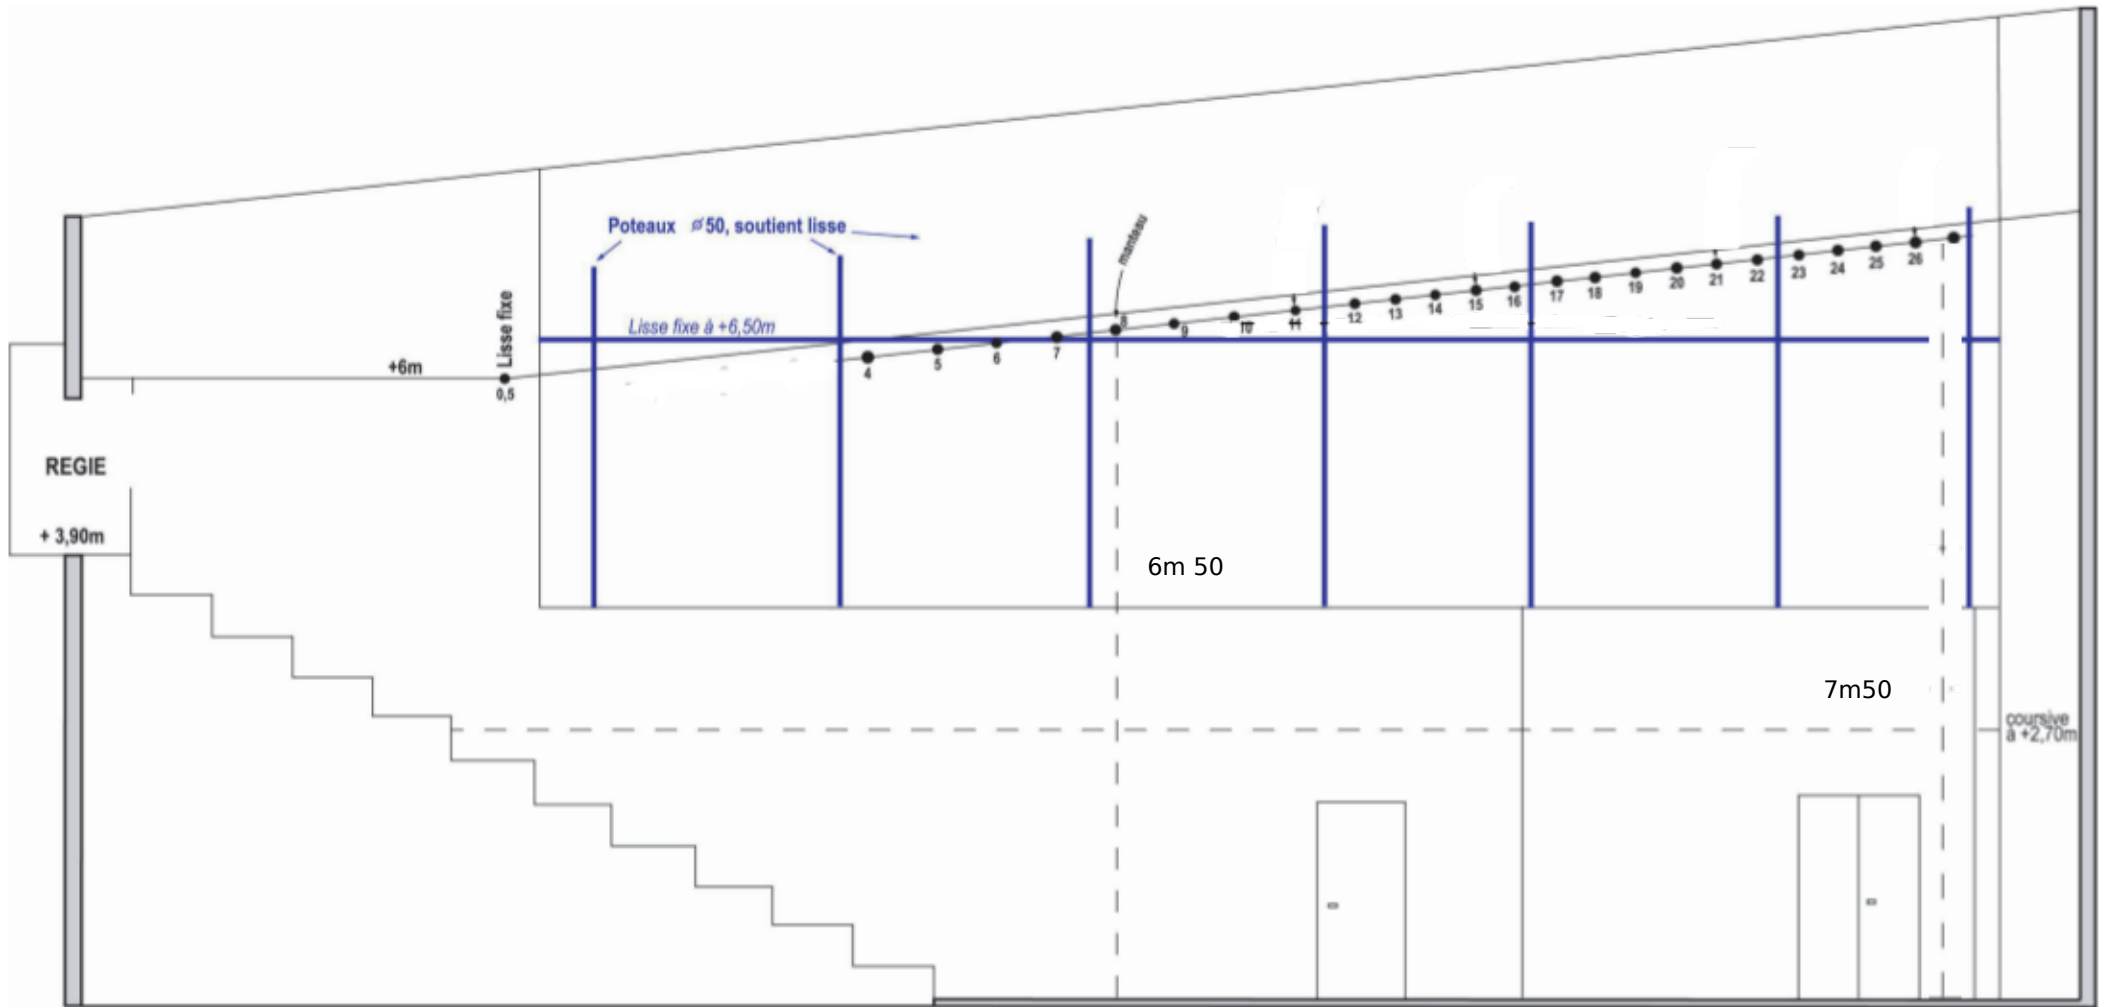 Poteaux ⌀50, soutient lisse
manteau
Lisse fixe
Lisse fixe à +6,50m
+6m
0,5
4
5
6
7
8
9
10
11
12
13
14
15
16
17
18
19
20
21
22
23
24
25
26
REGIE
+ 3,90m
6m 50
7m50
coursive
à +2,70m